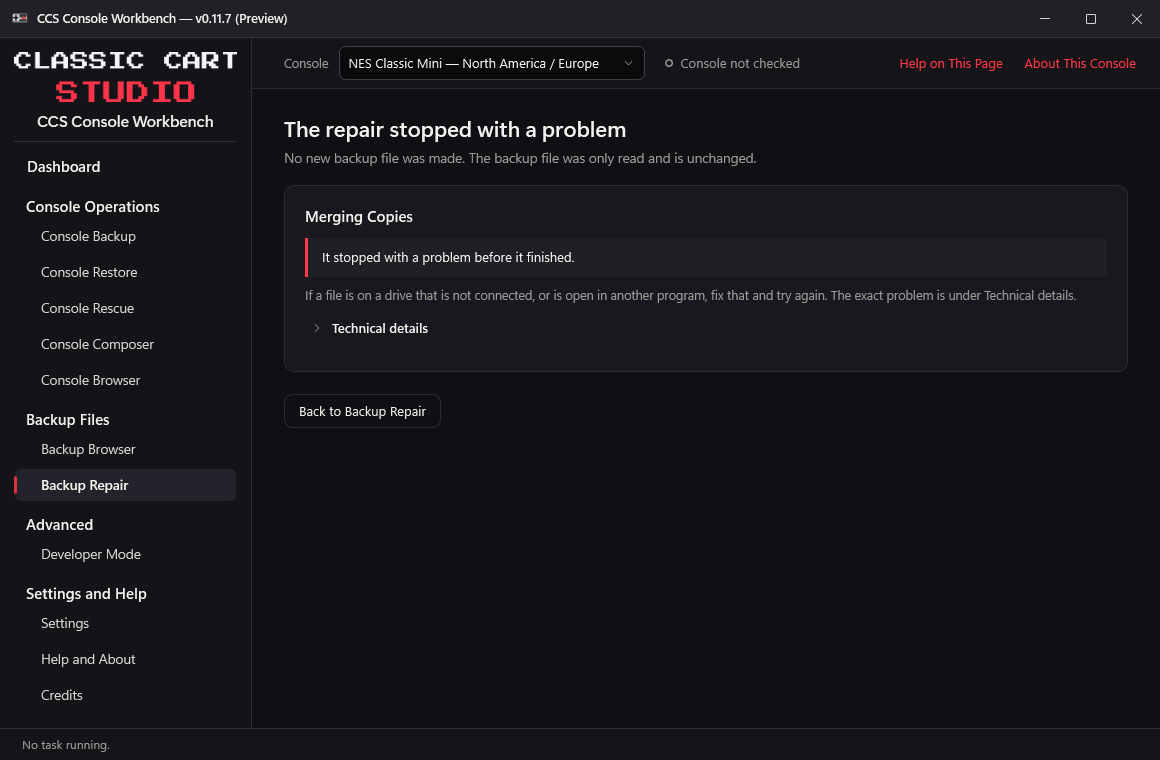 CCS Console Workbench — v0.11.7 (Preview)
CLASSIC CART
STUDIO
CCS Console Workbench
Dashboard
Console Operations
Console Backup
Console Restore
Console Rescue
Console Composer
Console Browser
Backup Files
Backup Browser
Backup Repair
Advanced
Developer Mode
Settings and Help
Settings
Help and About
Credits
Console
NES Classic Mini — North America / Europe
Console not checked
Help on This Page
About This Console
The repair stopped with a problem
No new backup file was made. The backup file was only read and is unchanged.
Merging Copies
It stopped with a problem before it finished.
If a file is on a drive that is not connected, or is open in another program, fix that and try again. The exact problem is under Technical details.
Technical details
Back to Backup Repair
No task running.